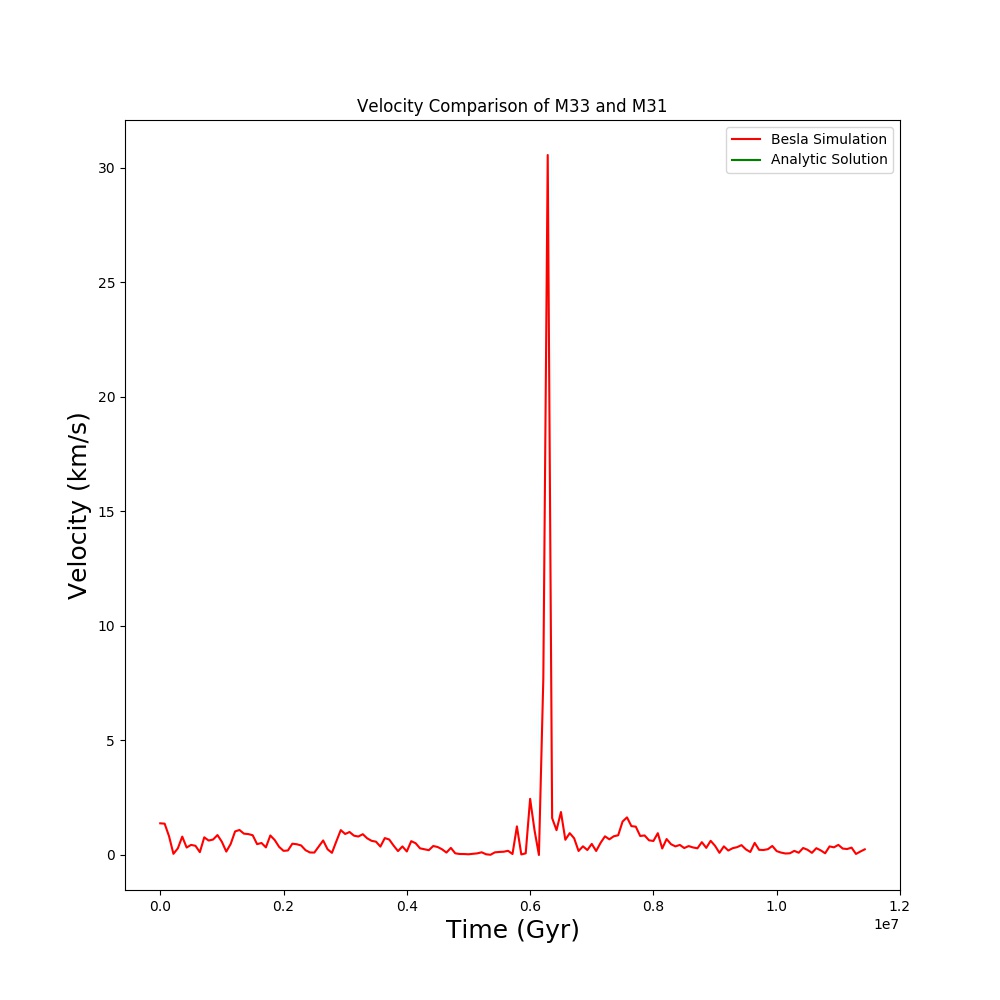 Velocity Comparison of M33 and M31
Besla Simulation
Analytic Solution
30
25
20
15
10
5
0
Velocity (km/s)
0.0 0.2 0.4 0.6 0.8 1.0 1.2
1e7
Time (Gyr)